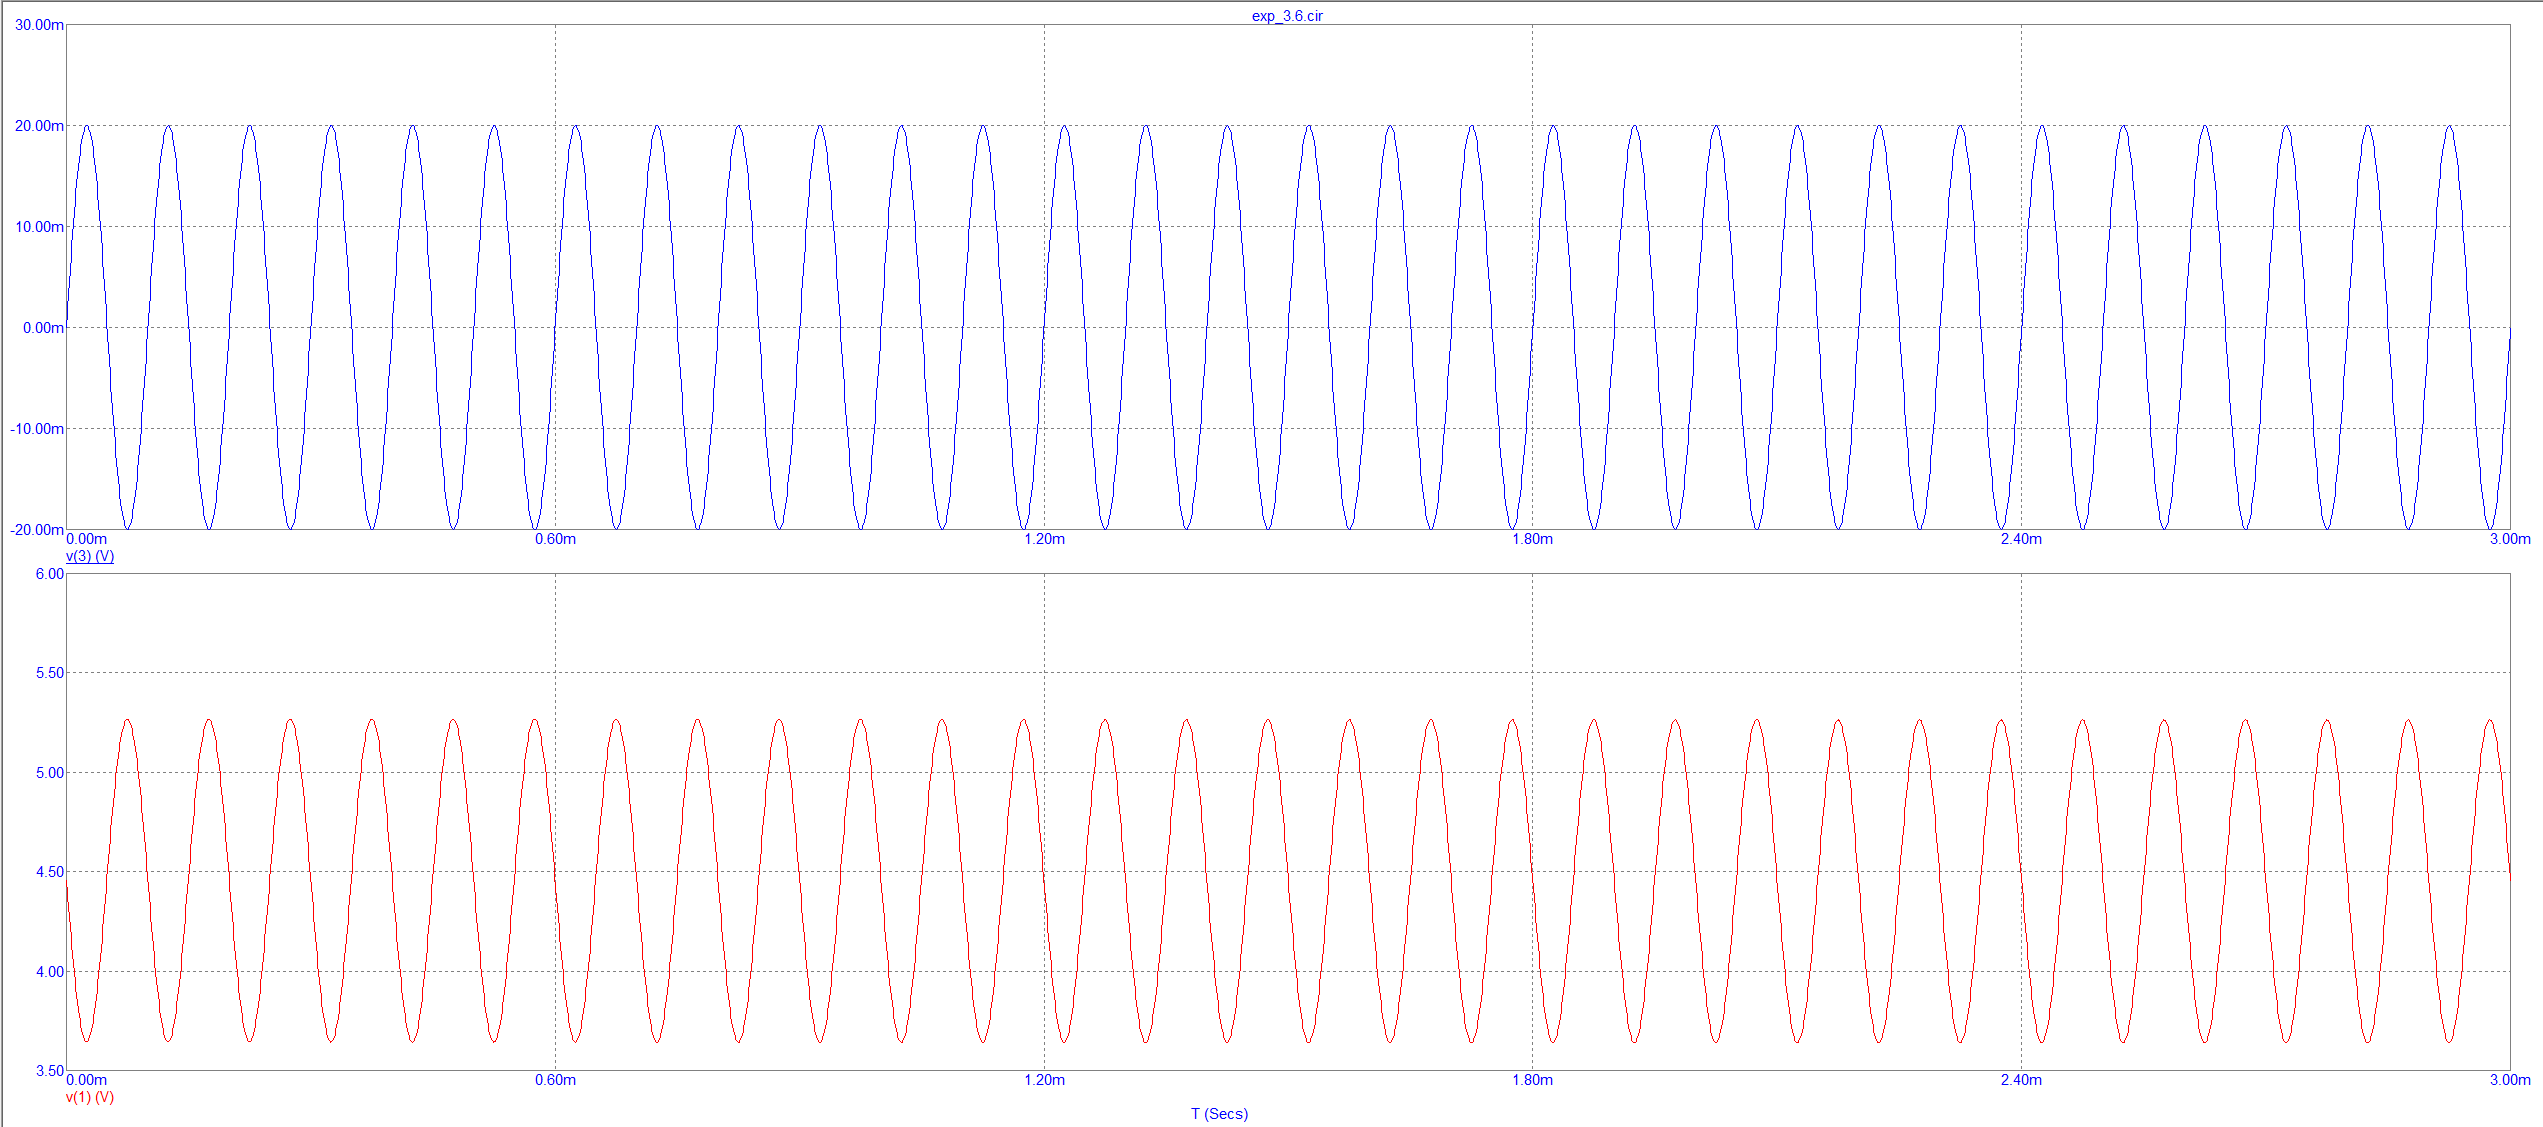 exp_3.6.cir
30.00m
20.00m
10.00m
0.00m
-10.00m
-20.00m
0.00m 0.60m 1.20m 1.80m 2.40m 3.00m
v(3) (V)
6.00
5.50
5.00
4.50
4.00
3.50
0.00m 0.60m 1.20m 1.80m 2.40m 3.00m
v(1) (V)
T (Secs)